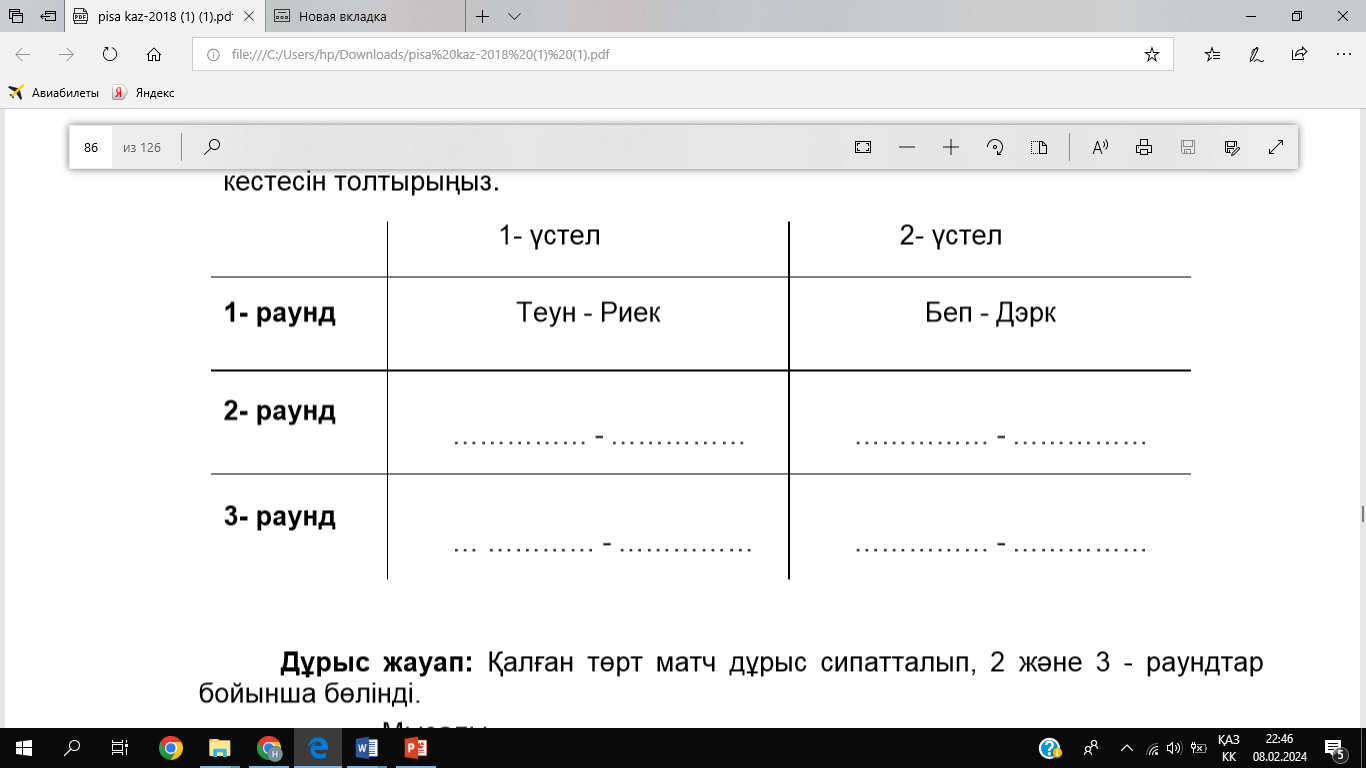 pisa kaz-2018 (1) (1).pdf
Новая вкладка
file:///C:/Users/hp/Downloads/pisa%20kaz-2018%20(1)%20(1).pdf
Авиабилеты Яндекс
86 из 126
кестесін толтырыңыз.
1- үстел 2- үстел
1- раунд Теун - Риек Беп - Дэрк
2- раунд …………… - …………… …………… - ……………
3- раунд … ………… - …………… …………… - ……………
Дұрыс жауап: Қалған төрт матч дұрыс сипатталып, 2 және 3 - раундтар
бойынша бөлінді.
ҚАЗ 22:46
КК 08.02.2024 5